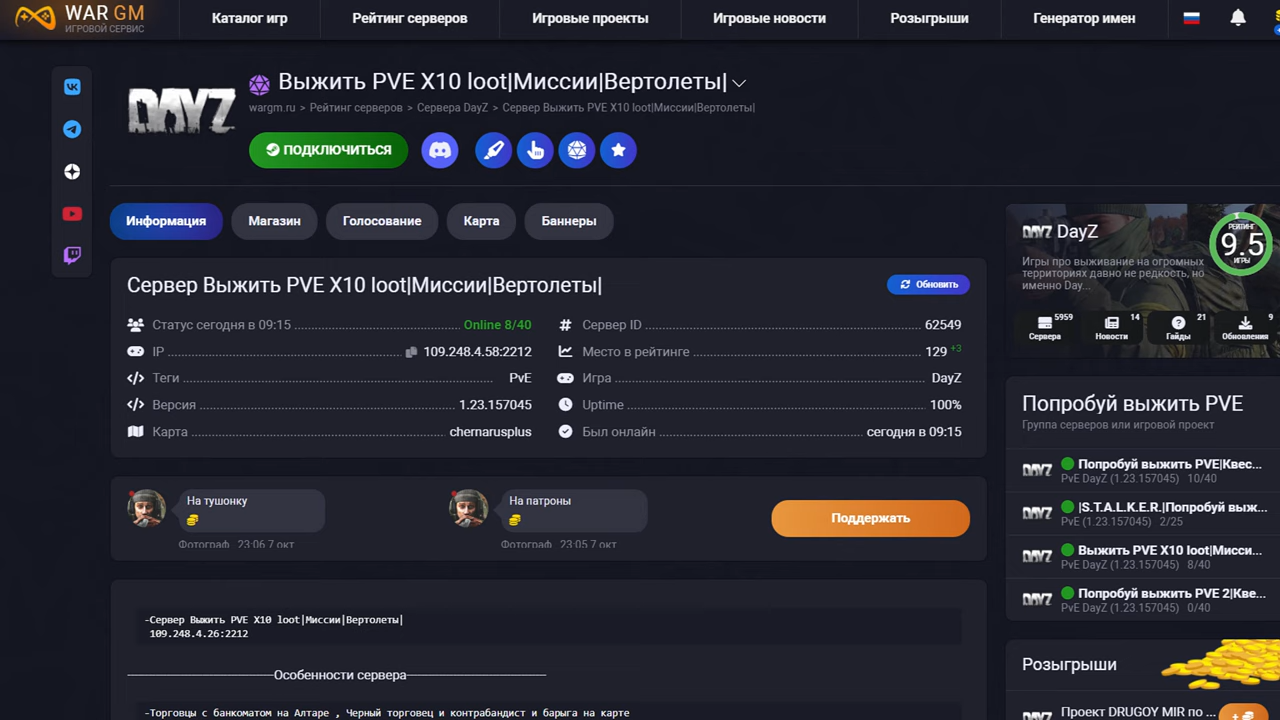 WAR GM
ИГРОВОЙ СЕРВИС
Каталог игр
Рейтинг серверов
Игровые проекты
Игровые новости
Розыгрыши
Генератор имен
DAYZ
Выжить PVE X10 loot|Миссии|Вертолеты|
wargm.ru > Рейтинг серверов > Сервера DayZ > Сервер Выжить PVE X10 loot|Миссии|Вертолеты|
ПОДКЛЮЧИТЬСЯ
Информация
Магазин
Голосование
Карта
Баннеры
Сервер Выжить PVE X10 loot|Миссии|Вертолеты|
Обновить
Статус сегодня в 09:15 Online 8/40
IP 109.248.4.58:2212
Теги PvE
Версия 1.23.157045
Карта chernarusplus
Сервер ID 62549
Место в рейтинге 129 +3
Игра DayZ
Uptime 100%
Был онлайн сегодня в 09:15
На тушонку
Фотограф 23:06 7 окт
На патроны
Фотограф 23:05 7 окт
Поддержать
-Сервер Выжить PVE X10 loot|Миссии|Вертолеты|
109.248.4.26:2212
Особенности сервера
-Торговцы с банкоматом на Алтаре , Черный торговец и контрабандист и барыга на карте
DAYZ DayZ
РЕЙТИНГ
9.5
ИГРЫ
Игры про выживание на огромных
территориях давно не редкость, но
именно Day...
5959
Сервера
14
Новости
21
Гайды
9
Обновления
Попробуй выжить PVE
Группа серверов или игровой проект
DAYZ Попробуй выжить PVE|Квес...
PvE DayZ (1.23.157045) 10/40
DAYZ |S.T.A.L.K.E.R.|Попробуй выж...
PvE (1.23.157045) 2/25
DAYZ Выжить PVE X10 loot|Мисси...
PvE DayZ (1.23.157045) 8/40
DAYZ Попробуй выжить PVE 2|Кве...
PvE DayZ (1.23.157045) 0/40
Розыгрыши
DAYZ Проект DRUGOY MIR по ...